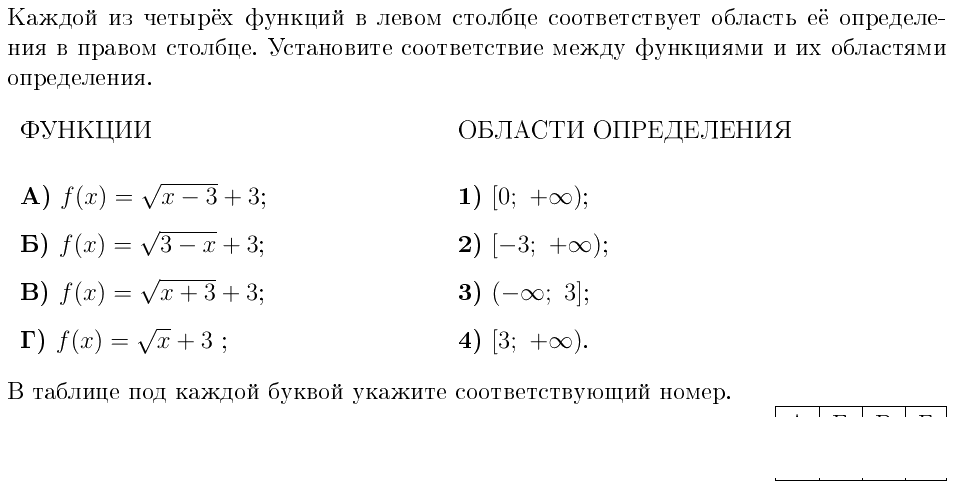 Каждой из четырёх функций в левом столбце соответствует область её определе-
ния в правом столбце. Установите соответствие между функциями и их областями
определения.
ФУНКЦИИ
ОБЛАСТИ ОПРЕДЕЛЕНИЯ
А) f(x) = √(x − 3) + 3;
1) [0; +∞);
Б) f(x) = √(3 − x) + 3;
2) [−3; +∞);
В) f(x) = √(x + 3) + 3;
3) (−∞; 3];
Г) f(x) = √x + 3 ;
4) [3; +∞).
В таблице под каждой буквой укажите соответствующий номер.